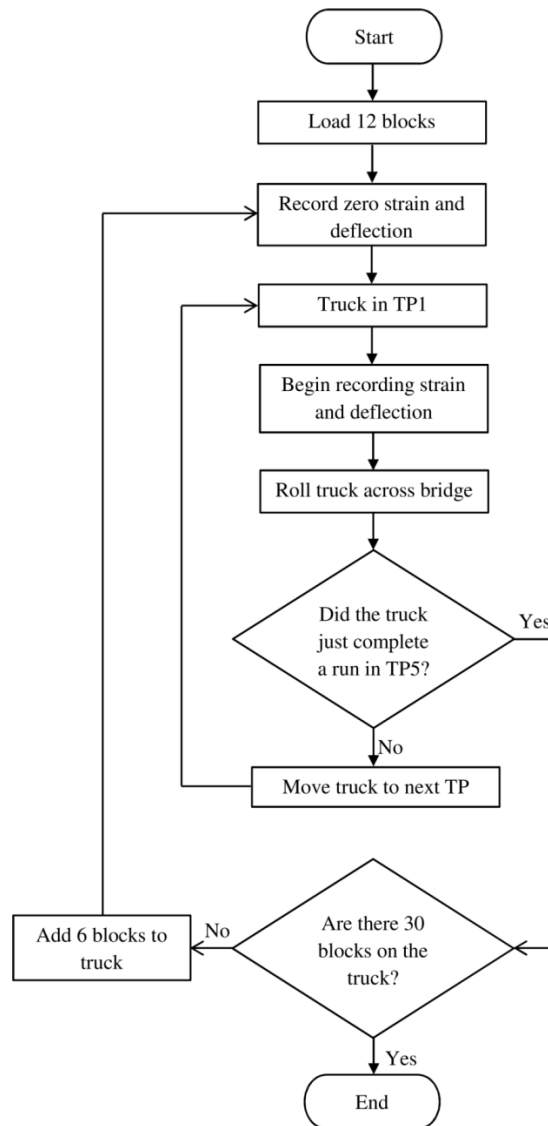 Start
Load 12 blocks
Record zero strain and
deflection
Truck in TP1
Begin recording strain
and deflection
Roll truck across bridge
Did the truck
just complete
a run in TP5?
Yes
No
Move truck to next TP
Are there 30
blocks on the
truck?
No
Add 6 blocks to
truck
Yes
End